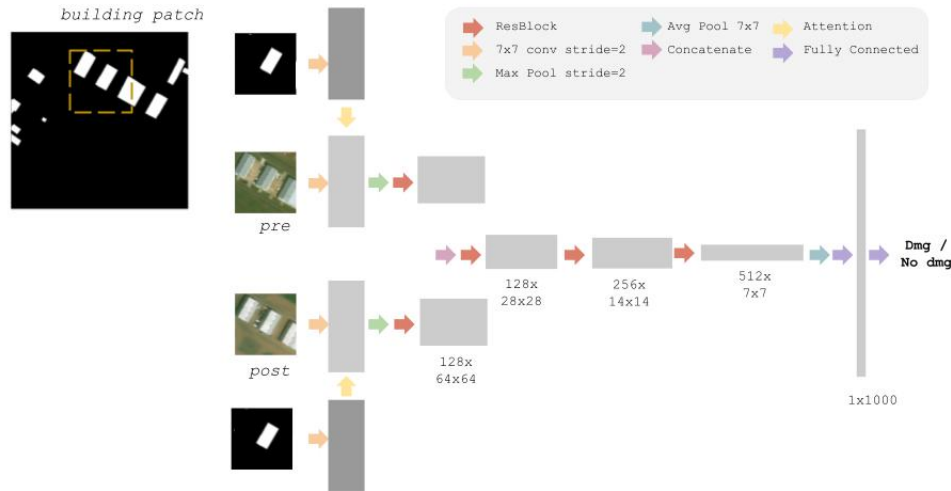 building patch
ResBlock
7x7 conv stride=2
Max Pool stride=2
Avg Pool 7x7
Concatenate
Attention
Fully Connected
pre
post
128x
64x64
128x
28x28
256x
14x14
512x
7x7
1x1000
Dmg /
No dmg